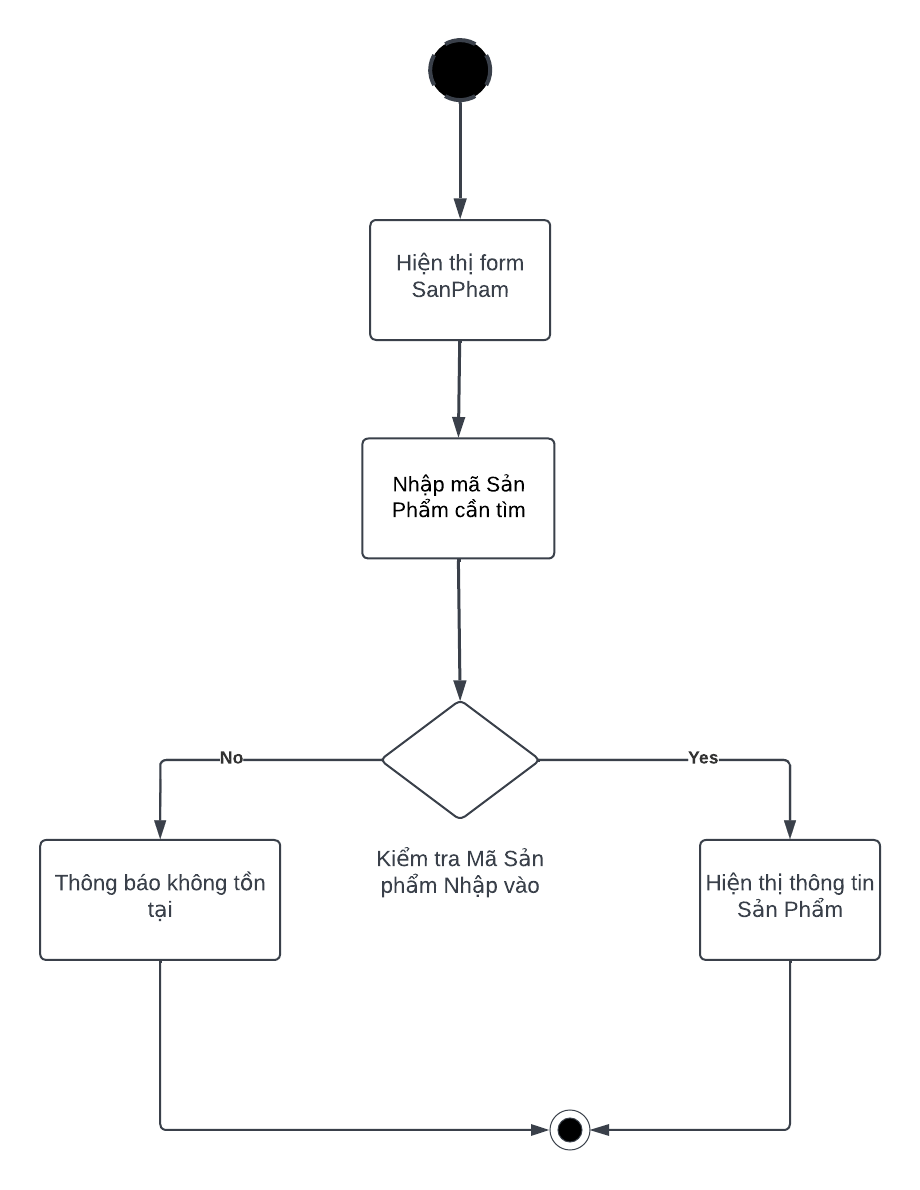 Hiện thị form
SanPham
Nhập mã Sản
Phẩm cần tìm
No
Yes
Kiểm tra Mã Sản
phẩm Nhập vào
Thông báo không tồn
tại
Hiện thị thông tin
Sản Phẩm